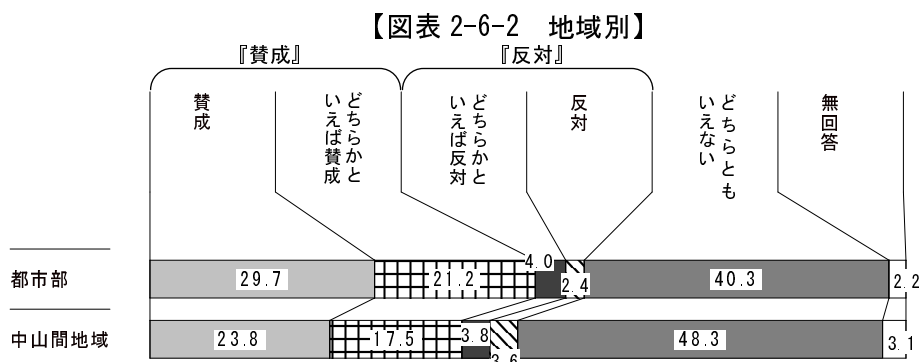 【図表 2-6-2 地域別】
『賛成』 『反対』
賛成
どちらかと
いえば賛成
どちらかと
いえば反対
反対
どちらとも
いえない
無回答
都市部 29.7 21.2 4.0 2.4 40.3 2.2
中山間地域 23.8 17.5 3.8 3.6 48.3 3.1